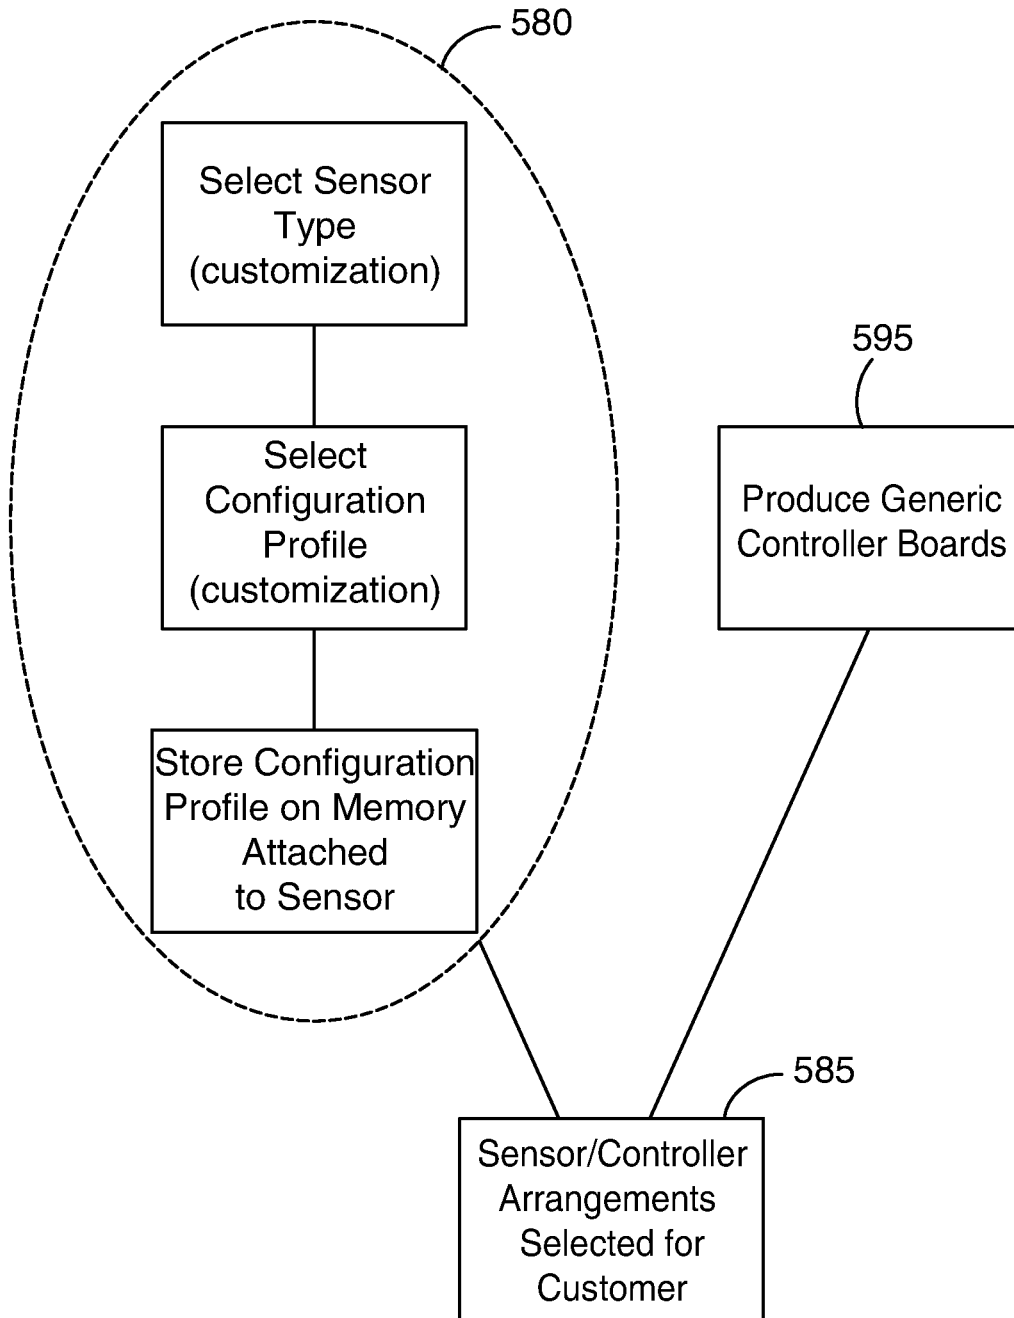 580
Select Sensor
Type
(customization)
Select
Configuration
Profile
(customization)
Store Configuration
Profile on Memory
Attached
to Sensor
595
Produce Generic
Controller Boards
585
Sensor/Controller
Arrangements
Selected for
Customer